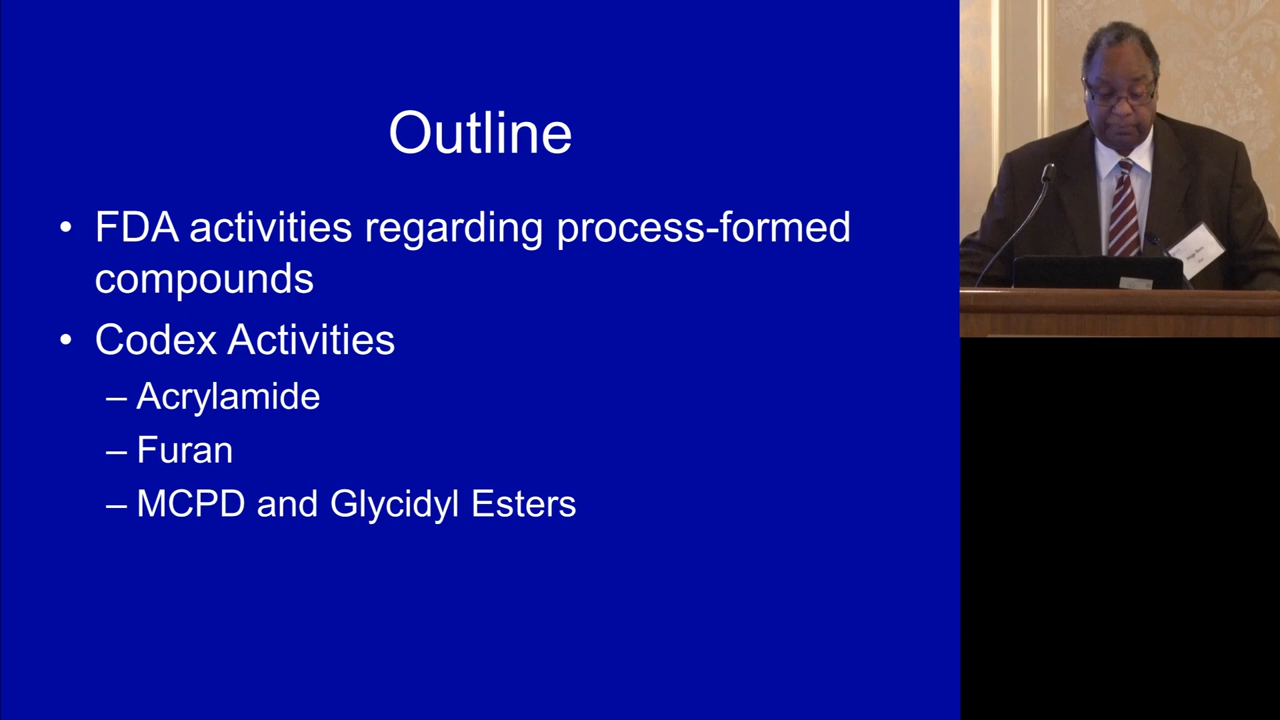 Outline
• FDA activities regarding process-formed
compounds
• Codex Activities
– Acrylamide
– Furan
– MCPD and Glycidyl Esters